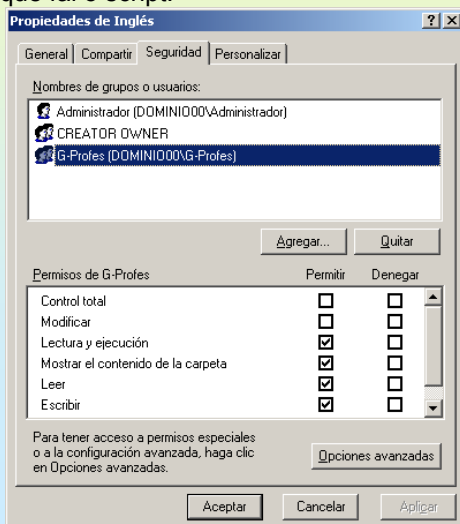 que fai o script.
Propiedades de Inglés
General Compartir Seguridad Personalizar
Nombres de grupos o usuarios:
Administrador (DOMINIO00\Administrador)
CREATOR OWNER
G-Profes (DOMINIO00\G-Profes)
Agregar... Quitar
Permisos de G-Profes Permitir Denegar
Control total
Modificar
Lectura y ejecución
Mostrar el contenido de la carpeta
Leer
Escribir
Para tener acceso a permisos especiales
o a la configuración avanzada, haga clic
en Opciones avanzadas.
Opciones avanzadas
Aceptar Cancelar Aplicar